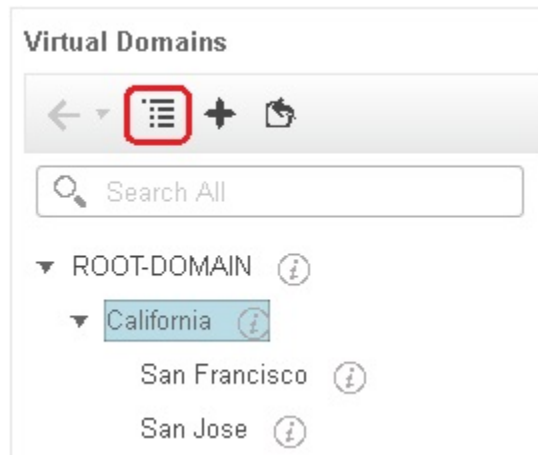 Virtual Domains
Search All
ROOT-DOMAIN
California
San Francisco
San Jose